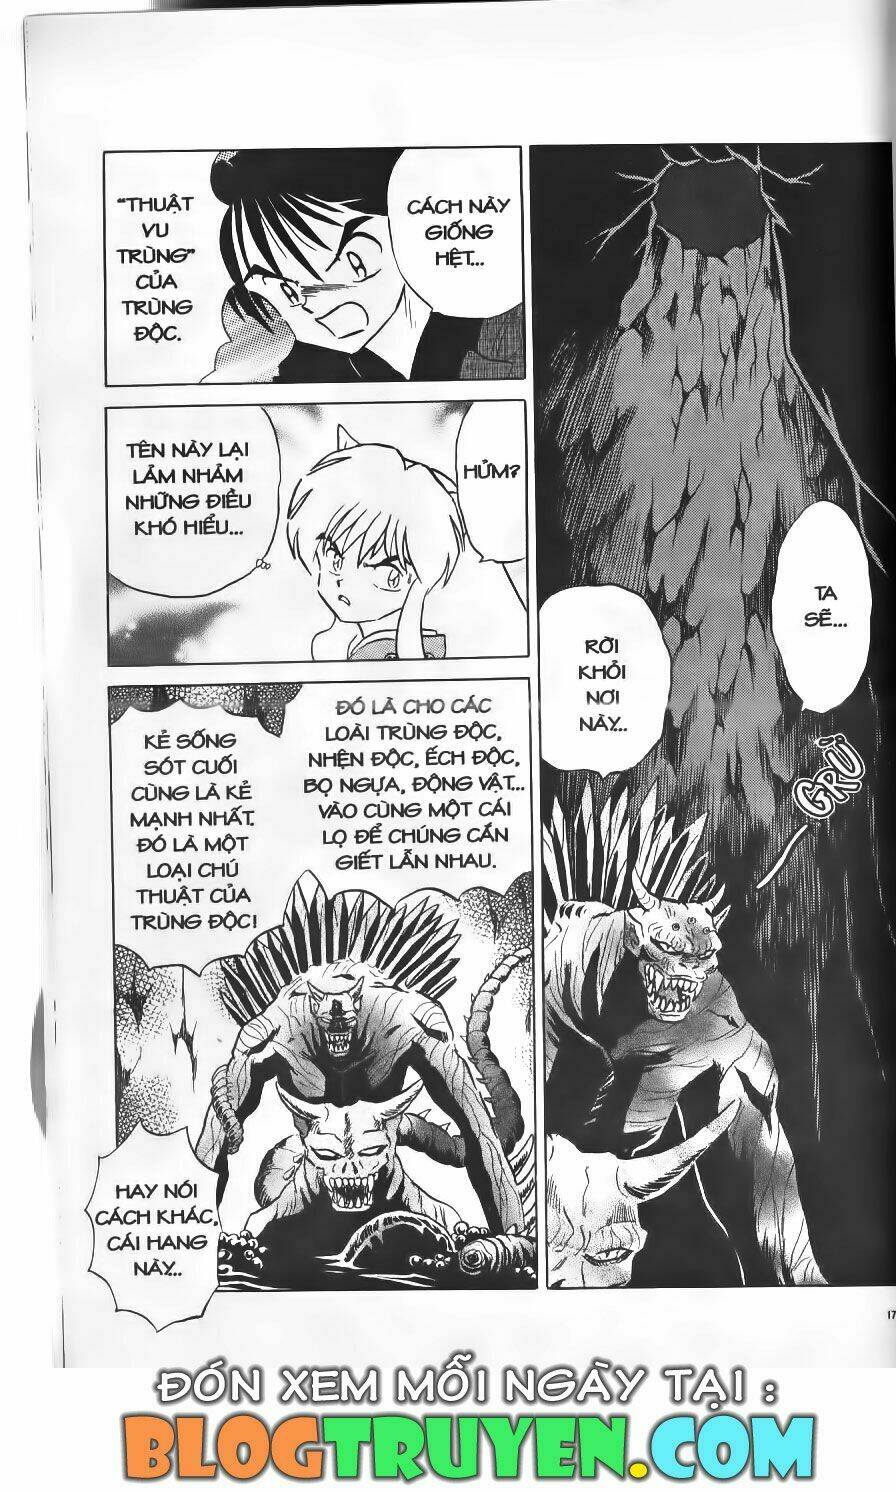 TA
SẼ...
RỜI
KHỎI
NƠI
NÀY...
GRỪ
CÁCH NÀY
GIỐNG
HỆT...
“THUẬT
VU
TRÙNG”
CỦA
TRÙNG
ĐỘC.
HỬM?
TÊN NÀY LẠI
LẢM NHẢM
NHỮNG ĐIỀU
KHÓ HIỂU...
ĐÓ LÀ CHO CÁC
LOÀI TRÙNG ĐỘC,
NHỆN ĐỘC, ẾCH ĐỘC,
BỌ NGỰA, ĐỘNG VẬT...
VÀO CÙNG MỘT CÁI
LỌ ĐỂ CHÚNG CẮN
GIẾT LẪN NHAU.
KẺ SỐNG
SÓT CUỐI
CÙNG LÀ KẺ
MẠNH NHẤT.
ĐÓ LÀ MỘT
LOẠI CHÚ
THUẬT CỦA
TRÙNG ĐỘC!
HAY NÓI
CÁCH KHÁC,
CÁI HANG
NÀY...
ĐÓN XEM MỖI NGÀY TẠI :
BLOGTRUYEN.COM